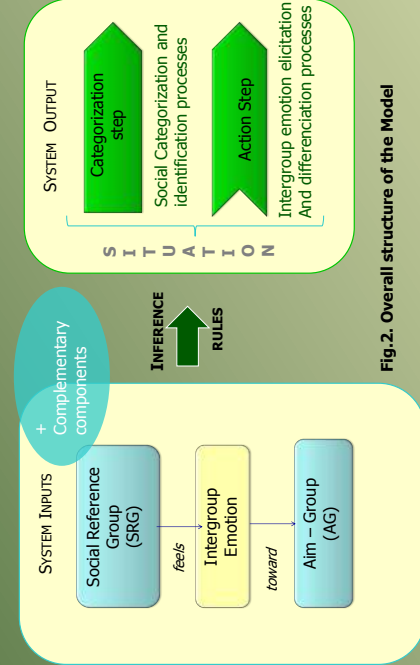 SYSTEM INPUTS
+
Complementary
components
Social Reference
Group
(SRG)
feels
Intergroup
Emotion
toward
Aim – Group
(AG)
INFERENCE
RULES
SYSTEM OUTPUT
SITUATION
Categorization
step
Social Categorization and
identification processes
Action Step
Intergroup emotion elicitation
And differenciation processes
Fig.2. Overall structure of the Model